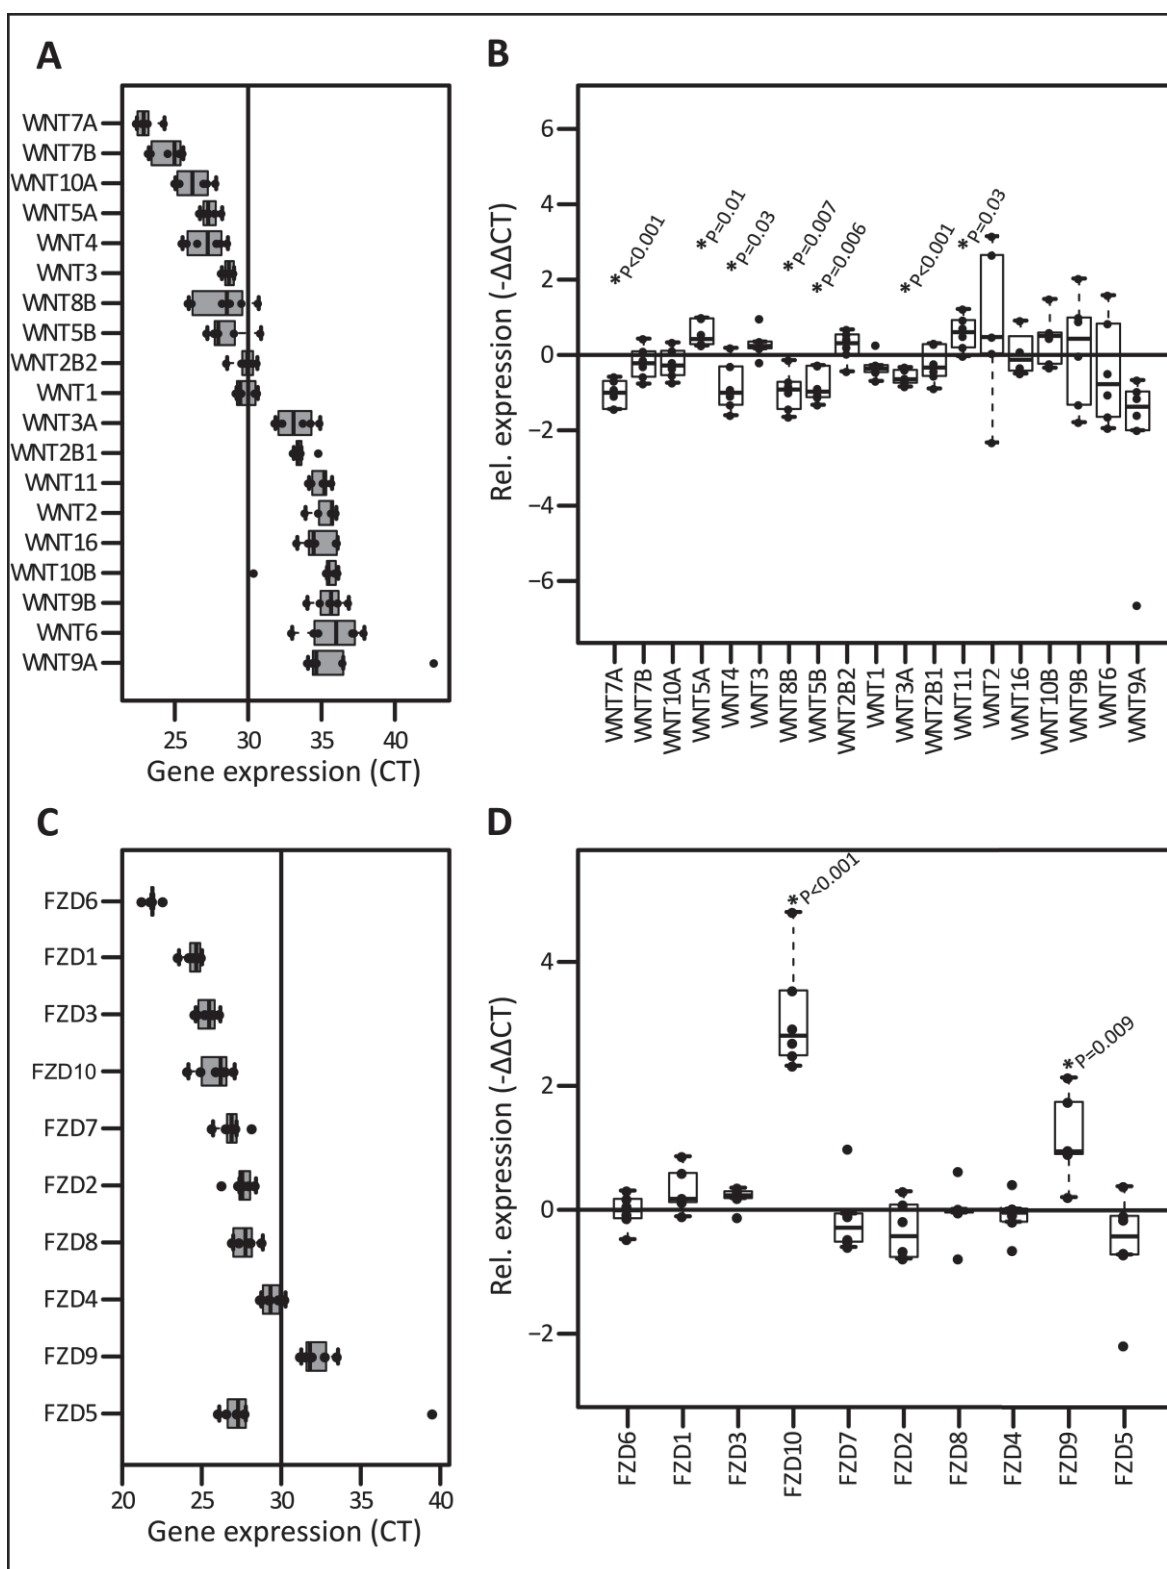 A
WNT7A
WNT7B
WNT10A
WNT5A
WNT4
WNT3
WNT8B
WNT5B
WNT2B2
WNT1
WNT3A
WNT2B1
WNT11
WNT2
WNT16
WNT10B
WNT9B
WNT6
WNT9A
25 30 35 40
Gene expression (CT)
B
Rel. expression (-ΔΔCT)
6
4
2
0
−2
−4
−6
*P<0.001
*P=0.01
*P=0.03
*P=0.007
*P=0.006
*P<0.001
*P=0.03
WNT7A
WNT7B
WNT10A
WNT5A
WNT4
WNT3
WNT8B
WNT5B
WNT2B2
WNT1
WNT3A
WNT2B1
WNT11
WNT2
WNT16
WNT10B
WNT9B
WNT6
WNT9A
C
FZD6
FZD1
FZD3
FZD10
FZD7
FZD2
FZD8
FZD4
FZD9
FZD5
20 25 30 35 40
Gene expression (CT)
D
Rel. expression (-ΔΔCT)
4
2
0
−2
*P<0.001
*P=0.009
FZD6
FZD1
FZD3
FZD10
FZD7
FZD2
FZD8
FZD4
FZD9
FZD5